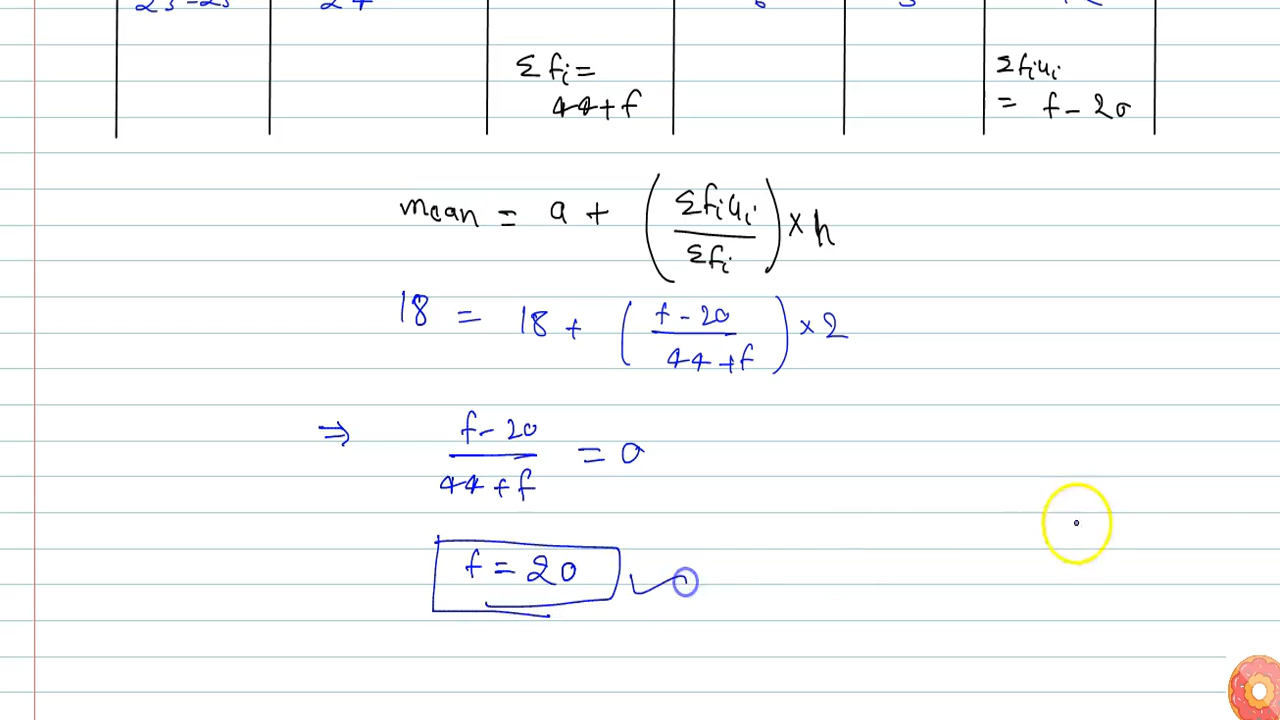 Σfi =
44+f
Σfiui
= f - 20
mean = a + (Σfiui / Σfi) × h
18 = 18 + (f - 20 / 44 + f) × 2
⇒ f - 20 / 44 + f = 0
f = 20